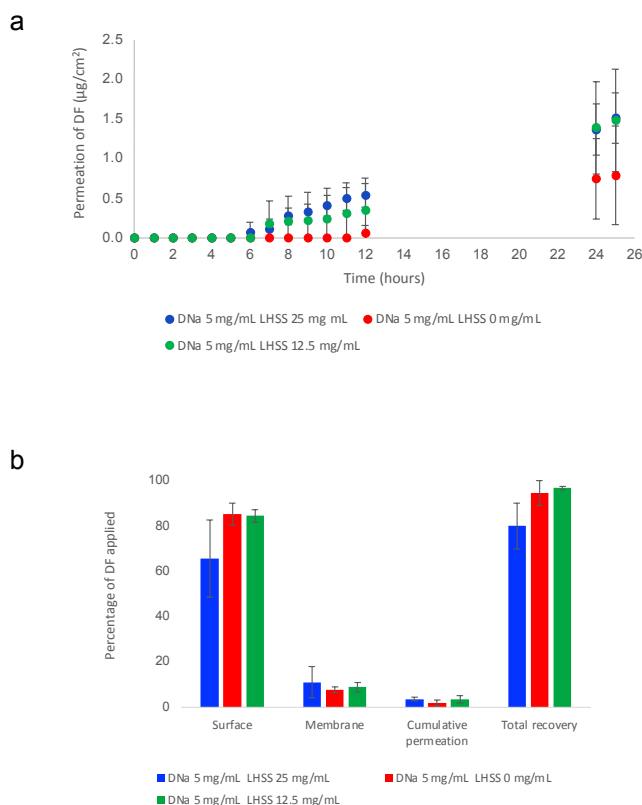 a
Permeation of DF (µg/cm²)
2.5
2.0
1.5
1.0
0.5
0.0
0 2 4 6 8 10 12 14 16 18 20 22 24 26
Time (hours)
DNa 5 mg/mL LHSS 25 mg mL
DNa 5 mg/mL LHSS 0 mg/mL
DNa 5 mg/mL LHSS 12.5 mg/mL
b
Percentage of DF applied
100
80
60
40
20
0
Surface
Membrane
Cumulative
permeation
Total recovery
DNa 5 mg/mL LHSS 25 mg/mL
DNa 5 mg/mL LHSS 0 mg/mL
DNa 5 mg/mL LHSS 12.5 mg/mL